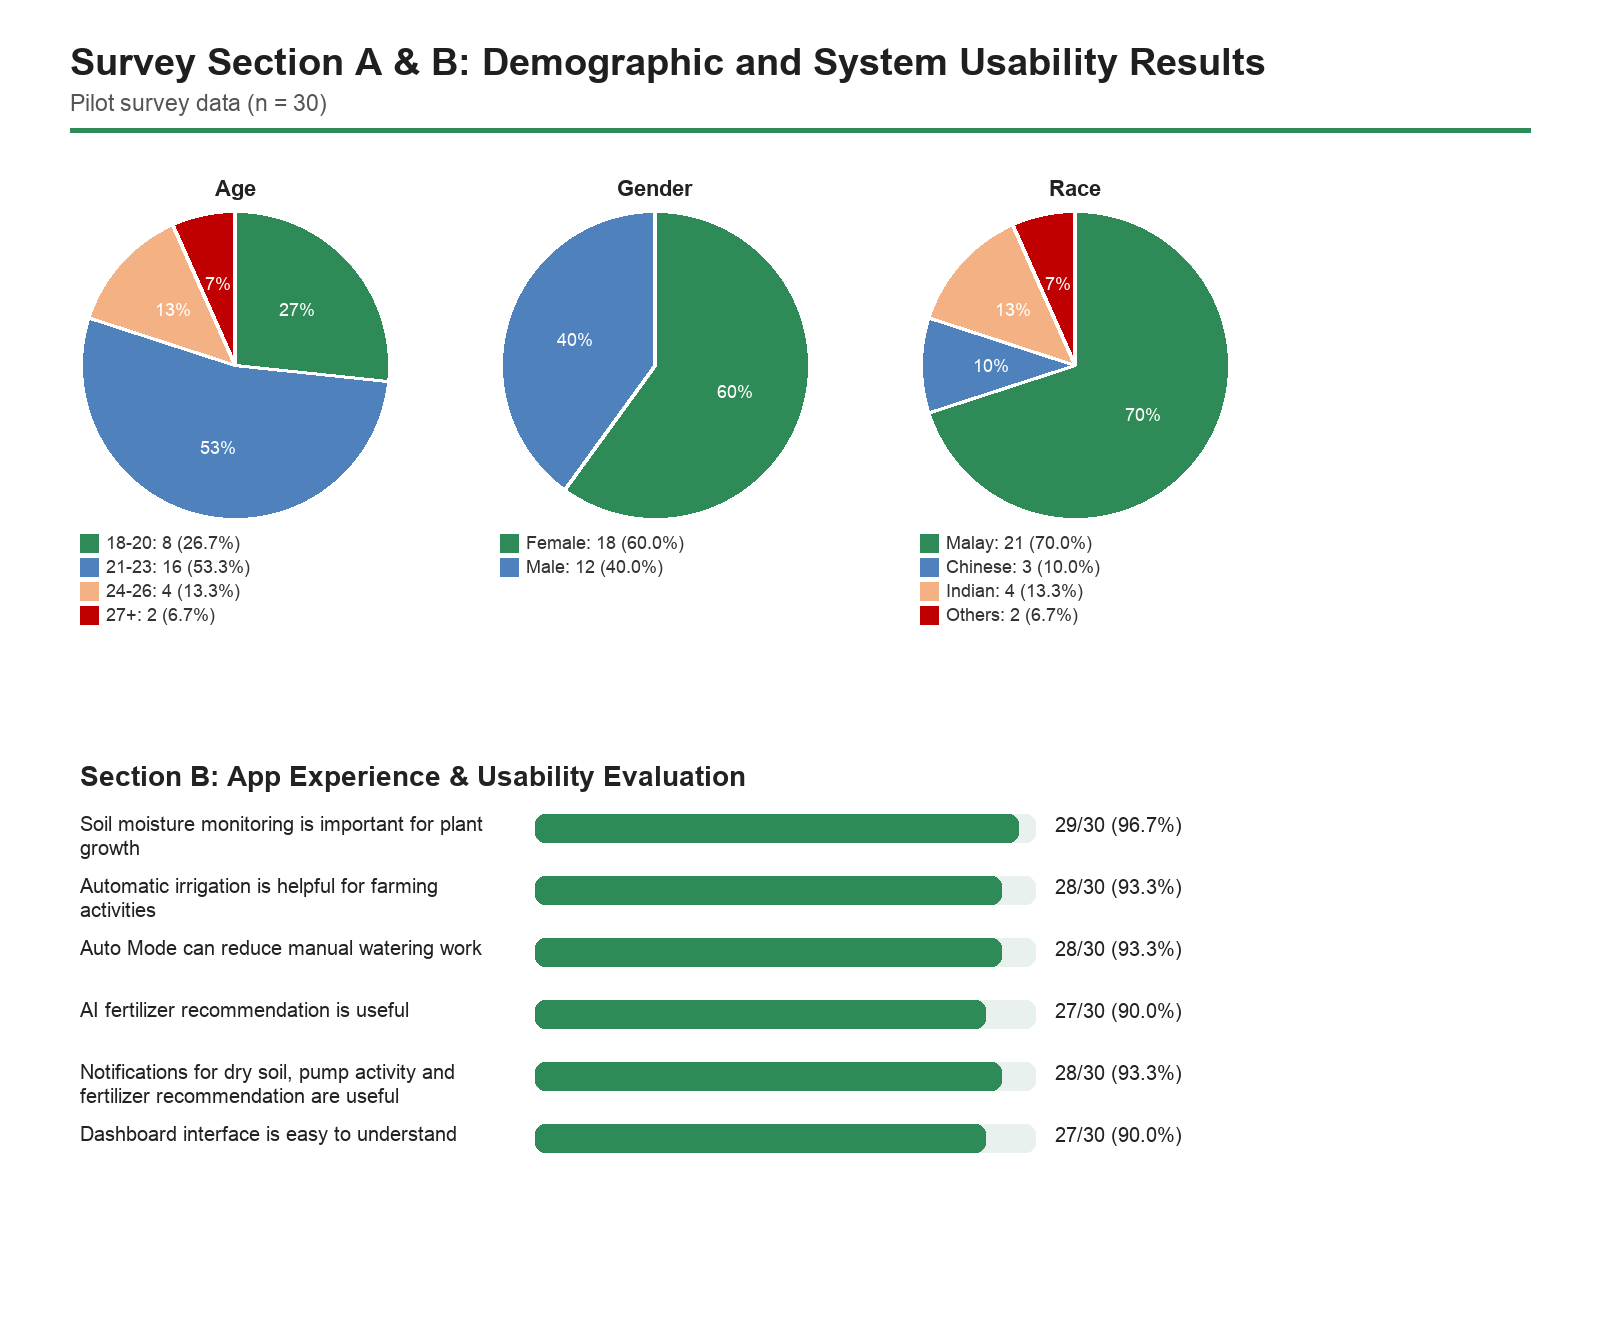 Survey Section A & B: Demographic and System Usability Results
Pilot survey data (n = 30)
Age
27%
53%
13%
7%
18-20: 8 (26.7%)
21-23: 16 (53.3%)
24-26: 4 (13.3%)
27+: 2 (6.7%)
Gender
60%
40%
Female: 18 (60.0%)
Male: 12 (40.0%)
Race
70%
10%
13%
7%
Malay: 21 (70.0%)
Chinese: 3 (10.0%)
Indian: 4 (13.3%)
Others: 2 (6.7%)
Section B: App Experience & Usability Evaluation
Soil moisture monitoring is important for plant
growth
29/30 (96.7%)
Automatic irrigation is helpful for farming
activities
28/30 (93.3%)
Auto Mode can reduce manual watering work
28/30 (93.3%)
AI fertilizer recommendation is useful
27/30 (90.0%)
Notifications for dry soil, pump activity and
fertilizer recommendation are useful
28/30 (93.3%)
Dashboard interface is easy to understand
27/30 (90.0%)